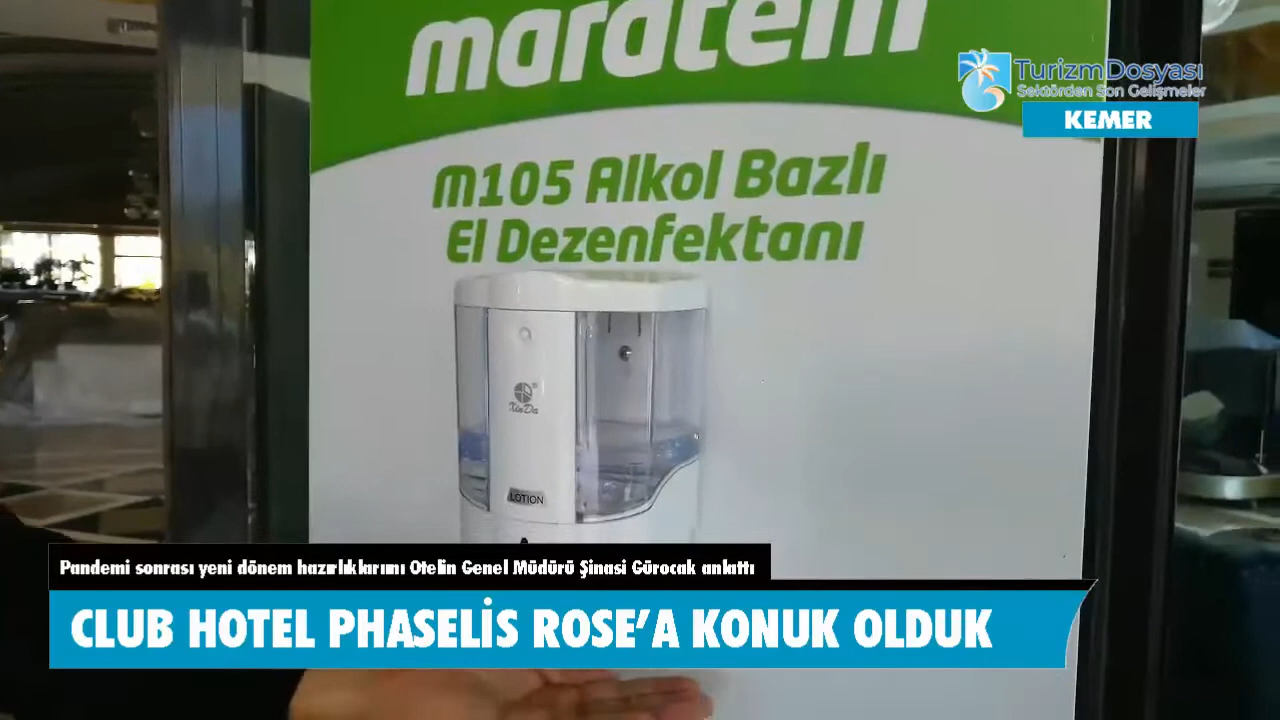 maratem
TurizmDosyası
Sektörden Son Gelişmeler
KEMER
M105 Alkol Bazlı
El Dezenfektanı
XinDa
LOTION
Pandemi sonrası yeni dönem hazırlıklarını Otelin Genel Müdürü Şinasi Gürocak anlattı
CLUB HOTEL PHASELİS ROSE’A KONUK OLDUK